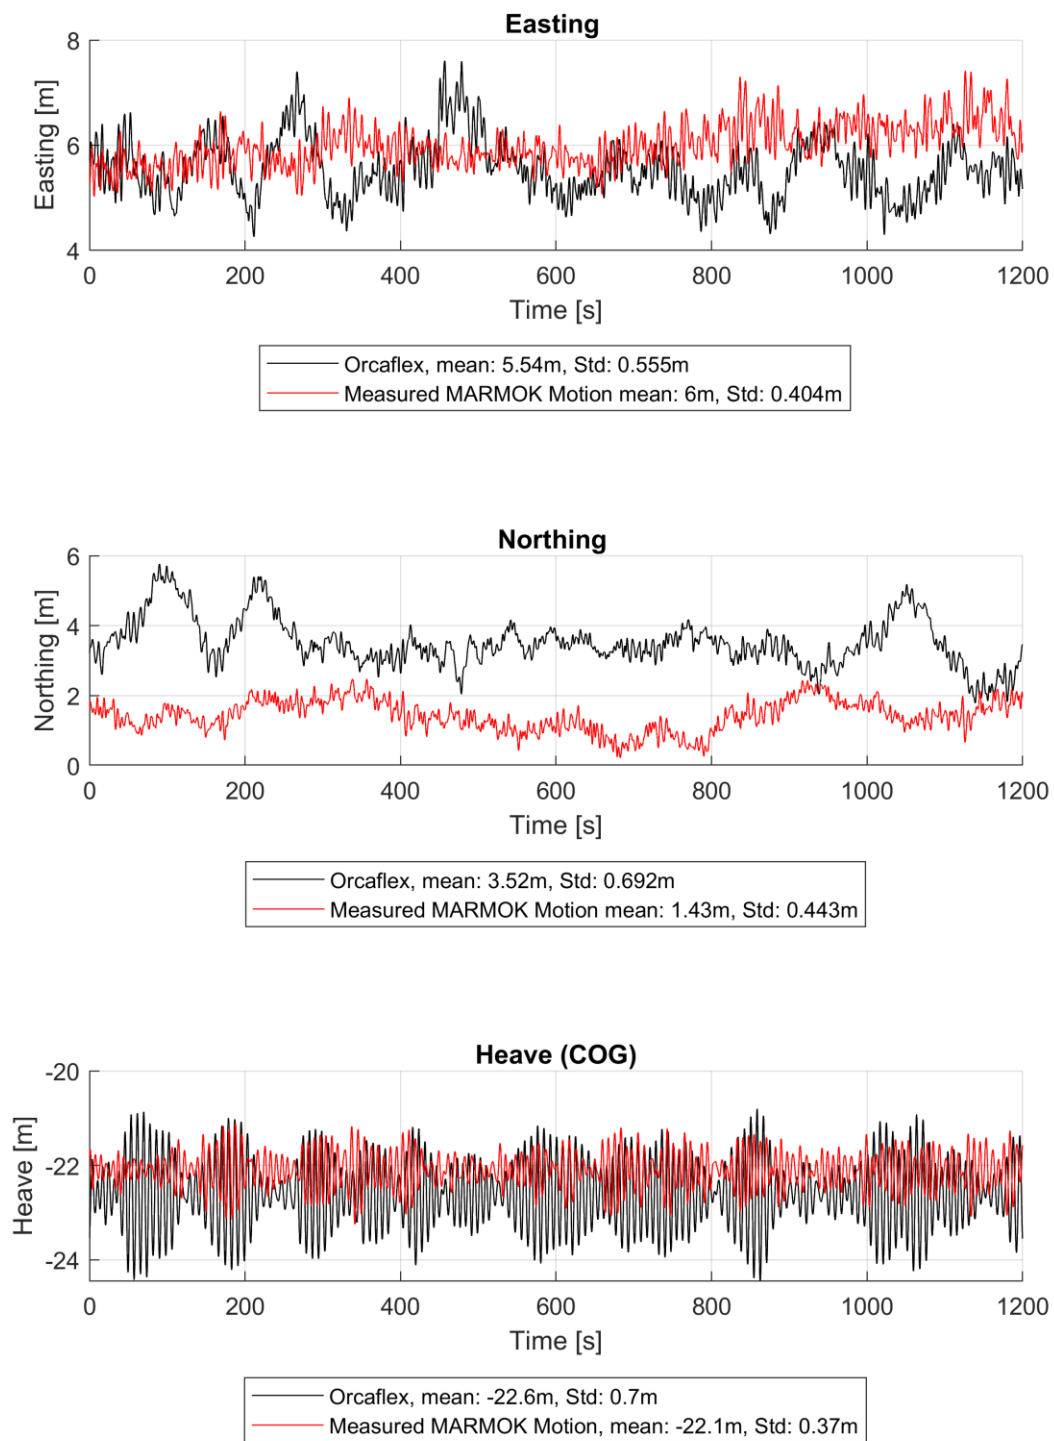 Easting
8
6
4
Easting [m]
0 200 400 600 800 1000 1200
Time [s]
Orcaflex, mean: 5.54m, Std: 0.555m
Measured MARMOK Motion mean: 6m, Std: 0.404m
Northing
6
4
2
0
Northing [m]
0 200 400 600 800 1000 1200
Time [s]
Orcaflex, mean: 3.52m, Std: 0.692m
Measured MARMOK Motion mean: 1.43m, Std: 0.443m
Heave (COG)
-20
-22
-24
Heave [m]
0 200 400 600 800 1000 1200
Time [s]
Orcaflex, mean: -22.6m, Std: 0.7m
Measured MARMOK Motion, mean: -22.1m, Std: 0.37m